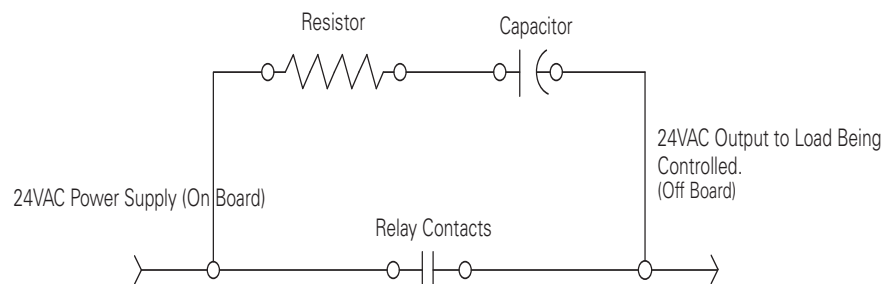 Resistor
Capacitor
24VAC Output to Load Being
Controlled.
(Off Board)
24VAC Power Supply (On Board)
Relay Contacts